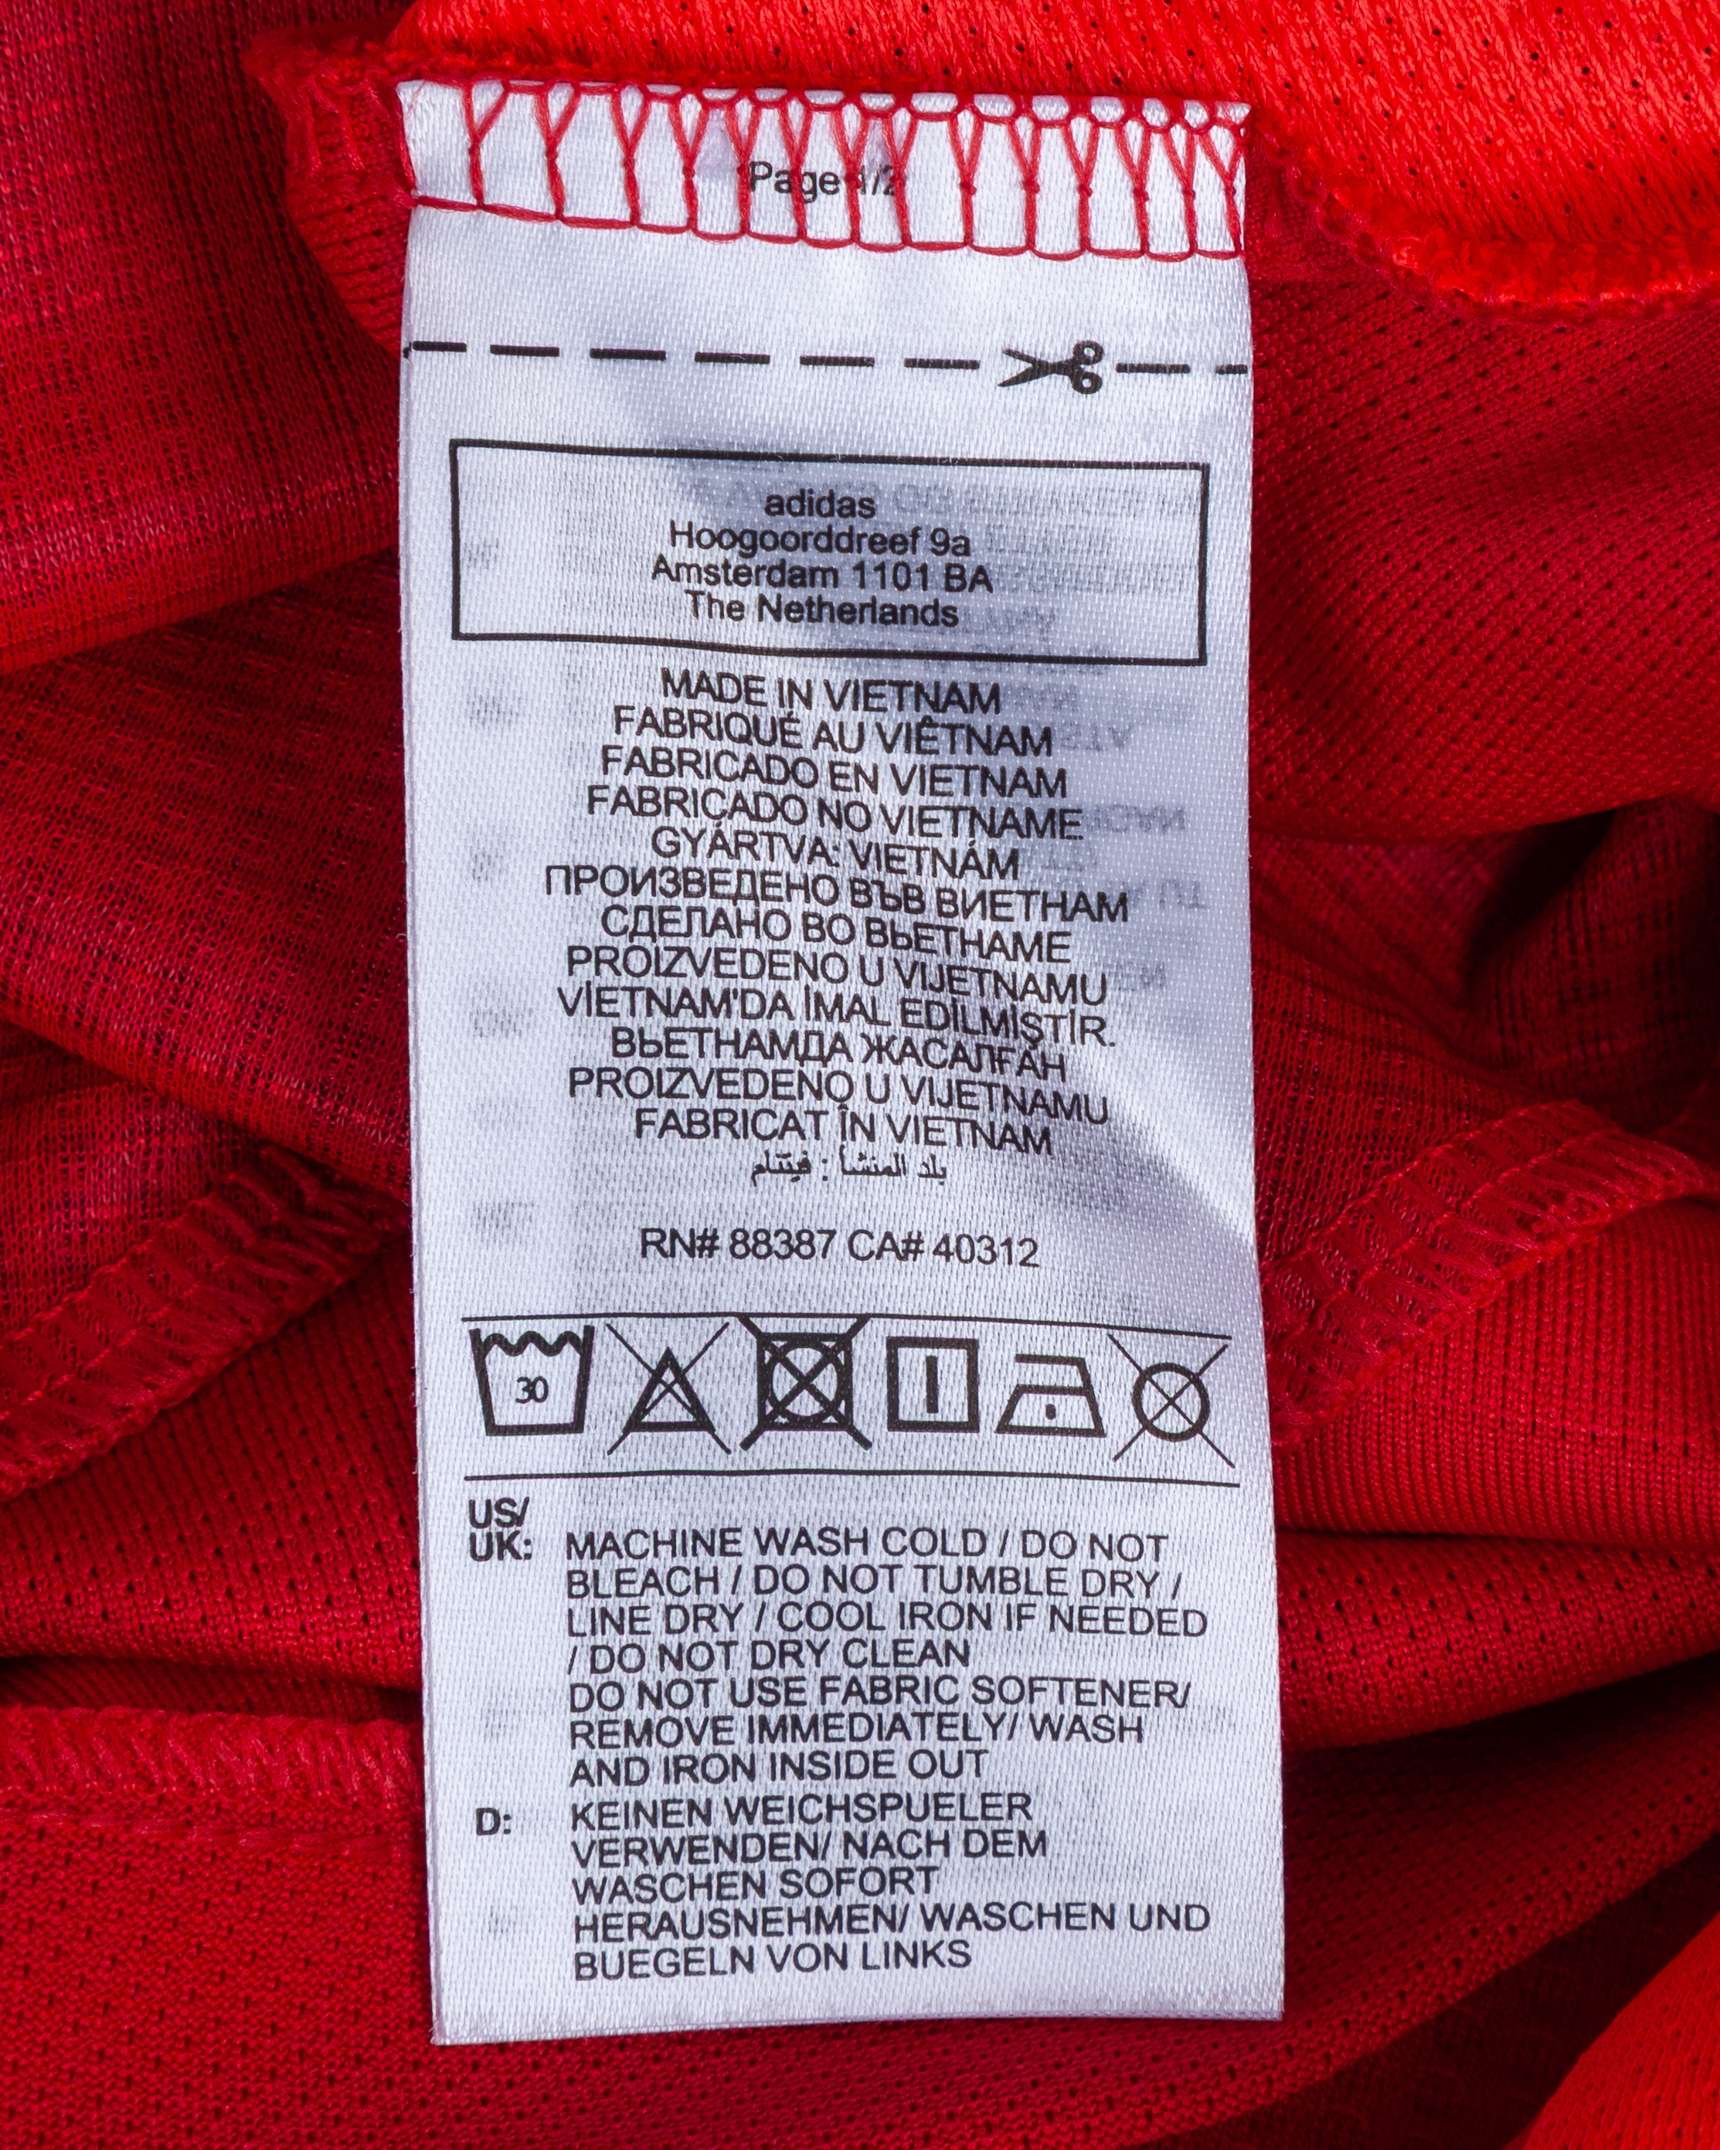 Page 1/2
adidas
Hoogoorddreef 9a
Amsterdam 1101 BA
The Netherlands
MADE IN VIETNAM
FABRIQUÉ AU VIÊTNAM
FABRICADO EN VIETNAM
FABRICADO NO VIETNAME
GYÁRTVA: VIETNÁM
ПРОИЗВЕДЕНО ВЪВ ВИЕТНАМ
СДЕЛАНО ВО ВЬЕТНАМЕ
PROIZVEDENO U VIJETNAMU
VİETNAM'DA İMAL EDİLMİŞTİR.
ВЬЕТНАМДА ЖАСАЛҒАН
PROIZVEDENO U VIJETNAMU
FABRICAT ÎN VIETNAM
بلد المنشأ : فيتنام
RN# 88387 CA# 40312
30
US/
UK: MACHINE WASH COLD / DO NOT
BLEACH / DO NOT TUMBLE DRY /
LINE DRY / COOL IRON IF NEEDED
/ DO NOT DRY CLEAN
DO NOT USE FABRIC SOFTENER/
REMOVE IMMEDIATELY/ WASH
AND IRON INSIDE OUT
D: KEINEN WEICHSPUELER
VERWENDEN/ NACH DEM
WASCHEN SOFORT
HERAUSNEHMEN/ WASCHEN UND
BUEGELN VON LINKS